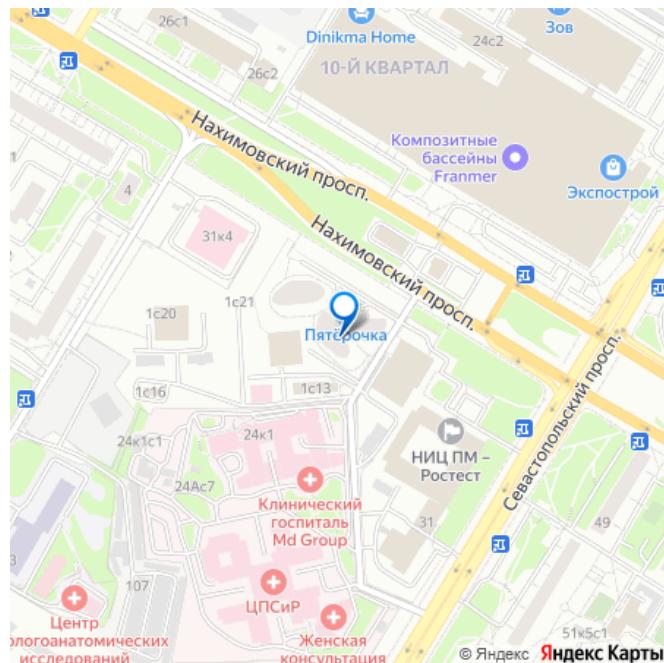 26с1
Dinikma Home
24с2
Зов
26с2
10-Й КВАРТАЛ
Нахимовский просп.
Композитные
бассейны
Franmer
Экспострой
4
31к4
Нахимовский просп.
1с21
1с20
Пятёрочка
1с16
1с13
Севастопольский просп.
24к1с1
24к1
24Ас7
НИЦ ПМ –
Ростест
31
49
Клинический
госпиталь
Md Group
3
107
ЦПСиР
Центр
ологоанатомических
исследований
Женская
консультация
51к5с1
© Яндекс Яндекс Карты